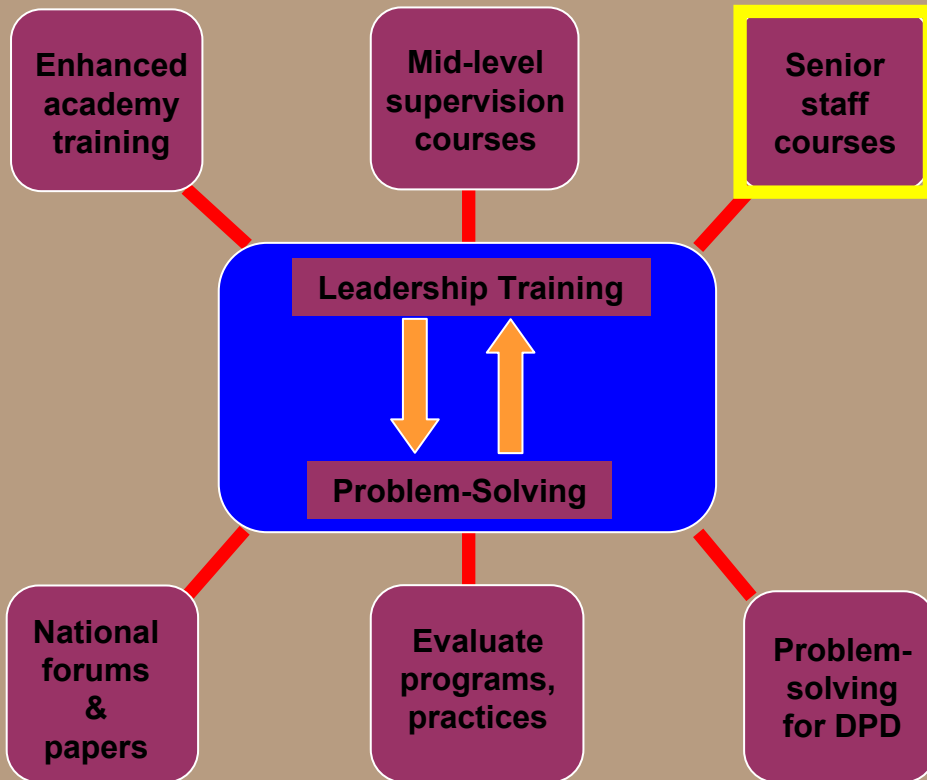 Enhanced
academy
training
Mid-level
supervision
courses
Senior
staff
courses
Leadership Training
Problem-Solving
National
forums
&
papers
Evaluate
programs,
practices
Problem-
solving
for DPD